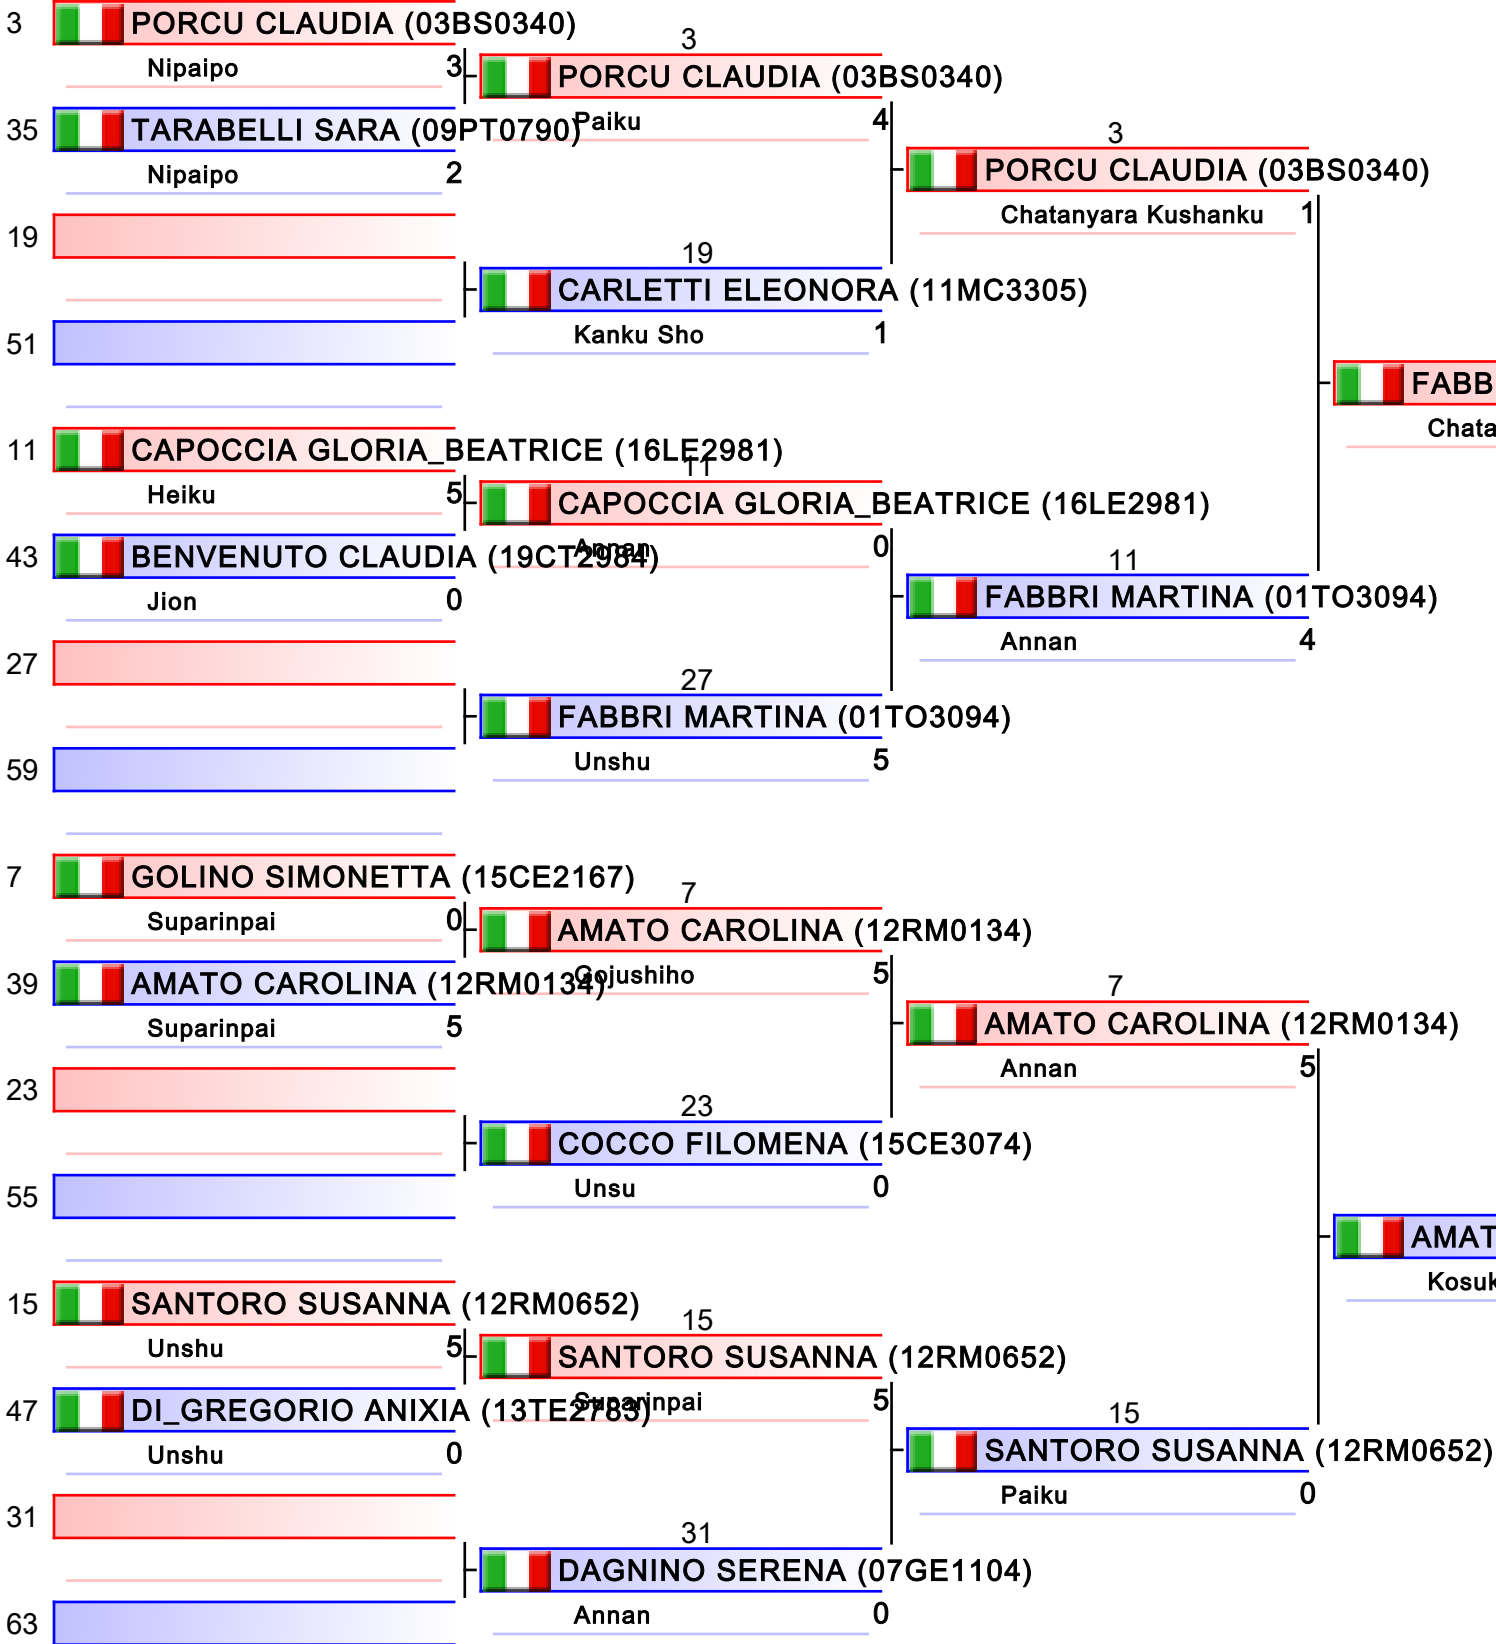 3
PORCU CLAUDIA (03BS0340)
Nipaipo 3
35
TARABELLI SARA (09PT0790)
Nipaipo 2
19
51
11
CAPOCCIA GLORIA_BEATRICE (16LE2981)
Heiku 5
43
BENVENUTO CLAUDIA (19CT2984)
Jion 0
27
59
7
GOLINO SIMONETTA (15CE2167)
Suparinpai 0
39
AMATO CAROLINA (12RM0134)
Suparinpai 5
23
55
15
SANTORO SUSANNA (12RM0652)
Unshu 5
47
DI_GREGORIO ANIXIA (13TE2783)
Unshu 0
31
63
3
PORCU CLAUDIA (03BS0340)
Paiku 4
19
CARLETTI ELEONORA (11MC3305)
Kanku Sho 1
11
CAPOCCIA GLORIA_BEATRICE (16LE2981)
Annan 0
27
FABBRI MARTINA (01TO3094)
Unshu 5
7
AMATO CAROLINA (12RM0134)
Gojushiho 5
23
COCCO FILOMENA (15CE3074)
Unsu 0
15
SANTORO SUSANNA (12RM0652)
Suparinpai 5
31
DAGNINO SERENA (07GE1104)
Annan 0
3
PORCU CLAUDIA (03BS0340)
Chatanyara Kushanku 1
11
FABBRI MARTINA (01TO3094)
Annan 4
7
AMATO CAROLINA (12RM0134)
Annan 5
15
SANTORO SUSANNA (12RM0652)
Paiku 0
FABB
Chata
AMAT
Kosuk